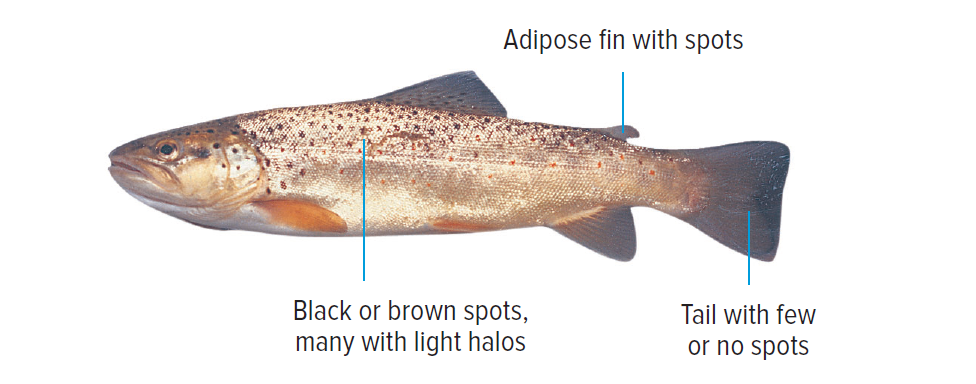 Adipose fin with spots
Black or brown spots,
many with light halos
Tail with few
or no spots